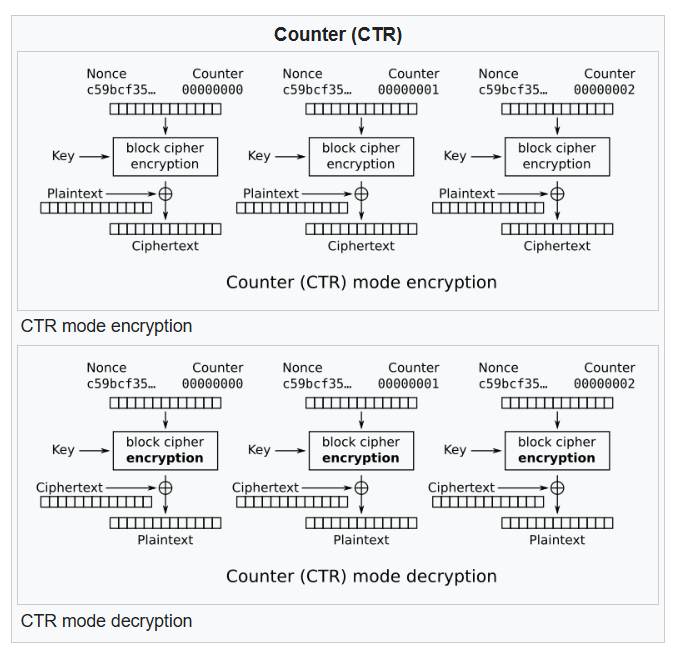 Counter (CTR)
Nonce Counter Nonce Counter Nonce Counter
c59bcf35… 00000000 c59bcf35… 00000001 c59bcf35… 00000002
Key block cipher encryption Key block cipher encryption Key block cipher encryption
Plaintext Plaintext Plaintext
Ciphertext Ciphertext Ciphertext
Counter (CTR) mode encryption
CTR mode encryption
Nonce Counter Nonce Counter Nonce Counter
c59bcf35… 00000000 c59bcf35… 00000001 c59bcf35… 00000002
Key block cipher encryption Key block cipher encryption Key block cipher encryption
Ciphertext Ciphertext Ciphertext
Plaintext Plaintext Plaintext
Counter (CTR) mode decryption
CTR mode decryption